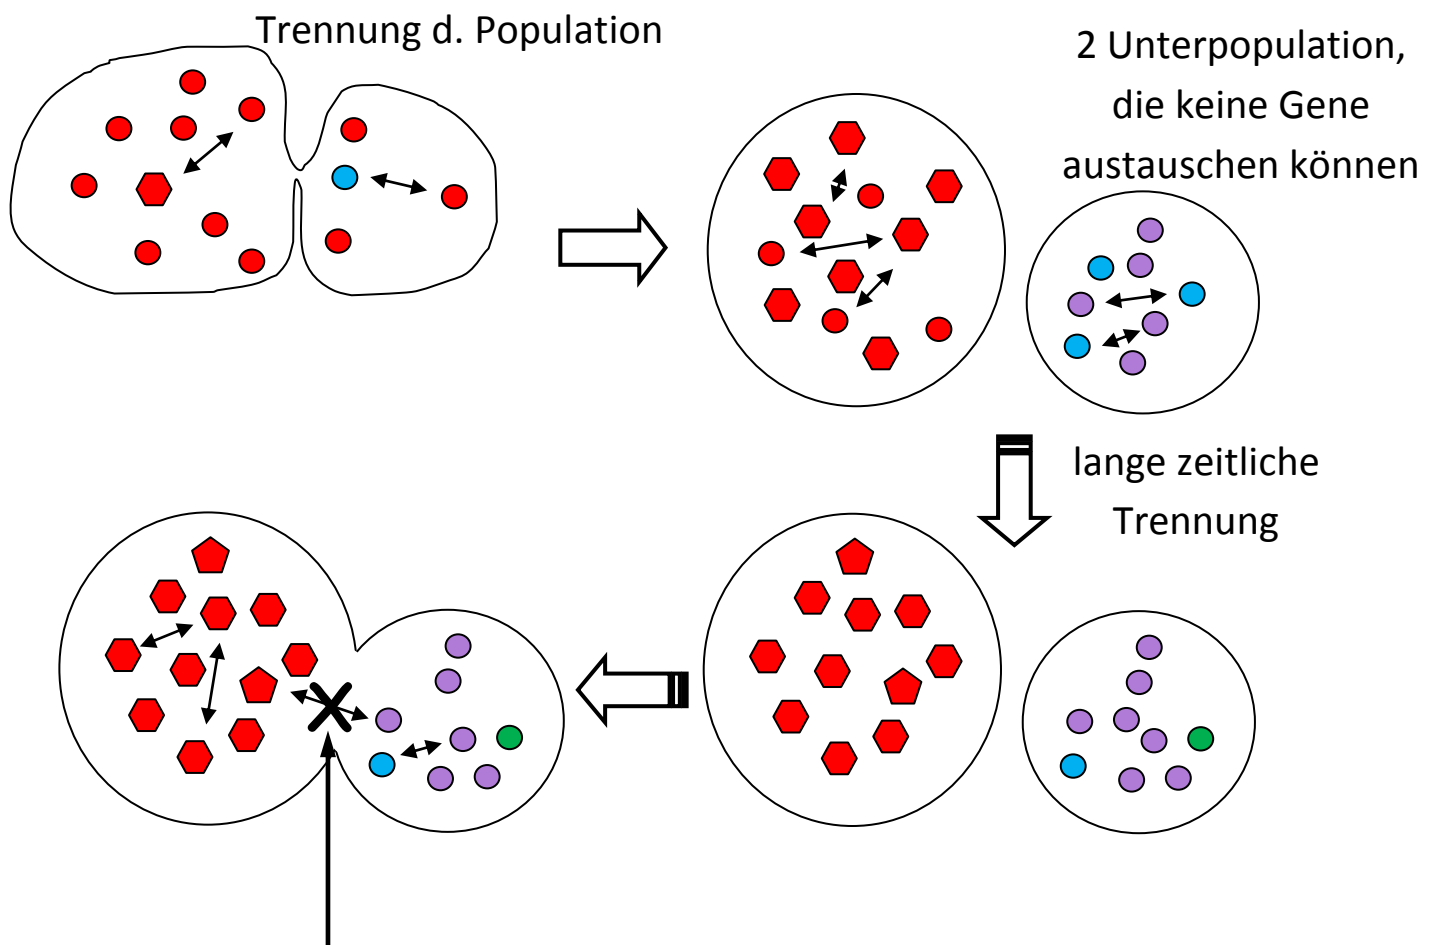 Trennung d. Population
2 Unterpopulation,
die keine Gene
austauschen können
lange zeitliche
Trennung